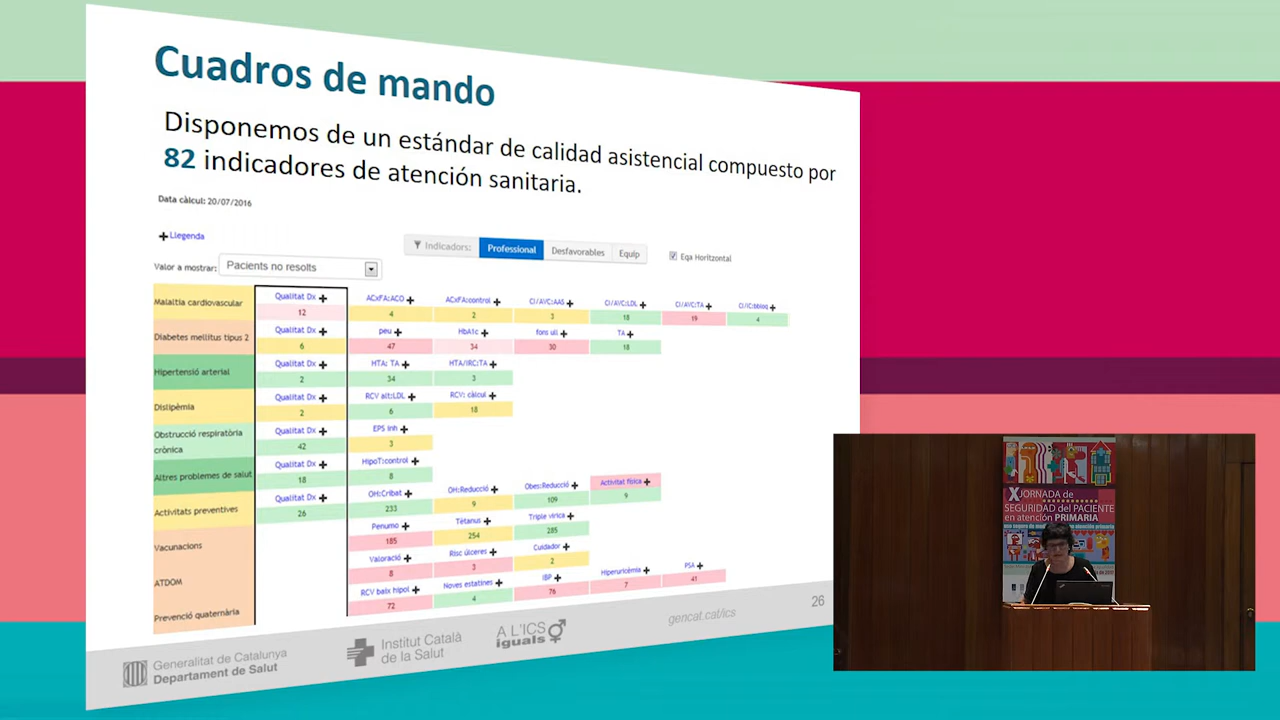 Cuadros de mando
Disponemos de un estándar de calidad asistencial compuesto por
82 indicadores de atención sanitaria.
Data càlcul: 20/07/2016
Llegenda
Indicadors: Professional Desfavorables Equip
Eqa Horitzontal
Valor a mostrar: Pacients no resolts
Malaltia cardiovascular
Qualitat Dx ACxFA:ACO ACxFA:control CI/AVC:AAS CI/AVC:LDL CI/AVC:TA
12 4 2 3 18 19 4
Diabetes mellitus tipus 2
Qualitat Dx peu HbA1c fons ull TA
6 47 34 30 18
Hipertensió arterial
Qualitat Dx HTA: TA HTA/IRC:TA
2 34 3
Dislipèmia
Qualitat Dx RCV alt:LDL RCV: càlcul
2 6 18
Obstrucció respiratòria
crònica
Qualitat Dx EPS inh
42 3
Altres problemes de salut
Qualitat Dx HipoT:control
18 8
Activitats preventives
Qualitat Dx OH:Cribat OH:Reducció Obes:Reducció Activitat física
26 233 9 109 9
Vacunacions
Penumo Tètanus Triple vírica
185 254 285
ATDOM
Valoració Risc úlceres Cuidador
8 3 2
Prevenció quaternària
RCV baix hipol Noves estatines IBP Hiperuricèmia PSA
72 4 76 7 41
26
Generalitat de Catalunya
Departament de Salut
Institut Català
de la Salut
A L'ICS
iguals
gencat.cat/ics
X JORNADA de
SEGURIDAD del PACIENTE
en atención PRIMARIA